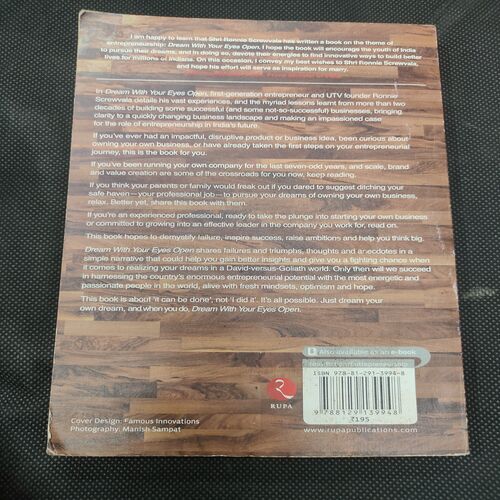 I am happy to learn that Shri Ronnie Screwvala has written a book on the theme of
entrepreneurship: Dream With Your Eyes Open. I hope the book will encourage the youth of India
to pursue their dreams, and in doing so, devote their energies to find innovative ways to build better
lives for millions of Indians. On this occasion, I convey my best wishes to Shri Ronnie Screwvala,
and hope his effort will serve as inspiration for many.
In Dream With Your Eyes Open, first-generation entrepreneur and UTV founder Ronnie
Screwvala details his vast experiences, and the myriad lessons learnt from more than two
decades of building some successful (and some not-so-successful) businesses, bringing
clarity to a quickly changing business landscape and making an impassioned case
for the role of entrepreneurship in India's future.
If you've ever had an impactful, disruptive product or business idea, been curious about
owning your own business, or have already taken the first steps on your entrepreneurial
journey, this is the book for you.
If you've been running your own company for the last seven-odd years, and scale, brand
and value creation are some of the crossroads for you now, keep reading.
If you think your parents or family would freak out if you dared to suggest ditching your
safe haven—your professional job—to pursue your dreams of owning your own business,
relax. Better yet, share this book with them.
If you're an experienced professional, ready to take the plunge into starting your own business
or committed to growing into an effective leader in the company you work for, read on.
This book hopes to demystify failure, inspire success, raise ambitions and help you think big.
Dream With Your Eyes Open shares failures and triumphs, thoughts and anecdotes in a
simple narrative that could help you gain better insights and give you a fighting chance when
it comes to realizing your dreams in a David-versus-Goliath world. Only then will we succeed
in harnessing the country's enormous entrepreneurial potential with the most energetic and
passionate people in the world, alive with fresh mindsets, optimism and hope.
This book is about 'it can be done', not 'I did it'. It's all possible. Just dream your
own dream, and when you do, Dream With Your Eyes Open.
Also available as an e-book
ISBN 978-81-291-3994-8
9 788129 139948
₹195
RUPA
www.rupapublications.com
Cover Design: Famous Innovations
Photography: Manish Sampat